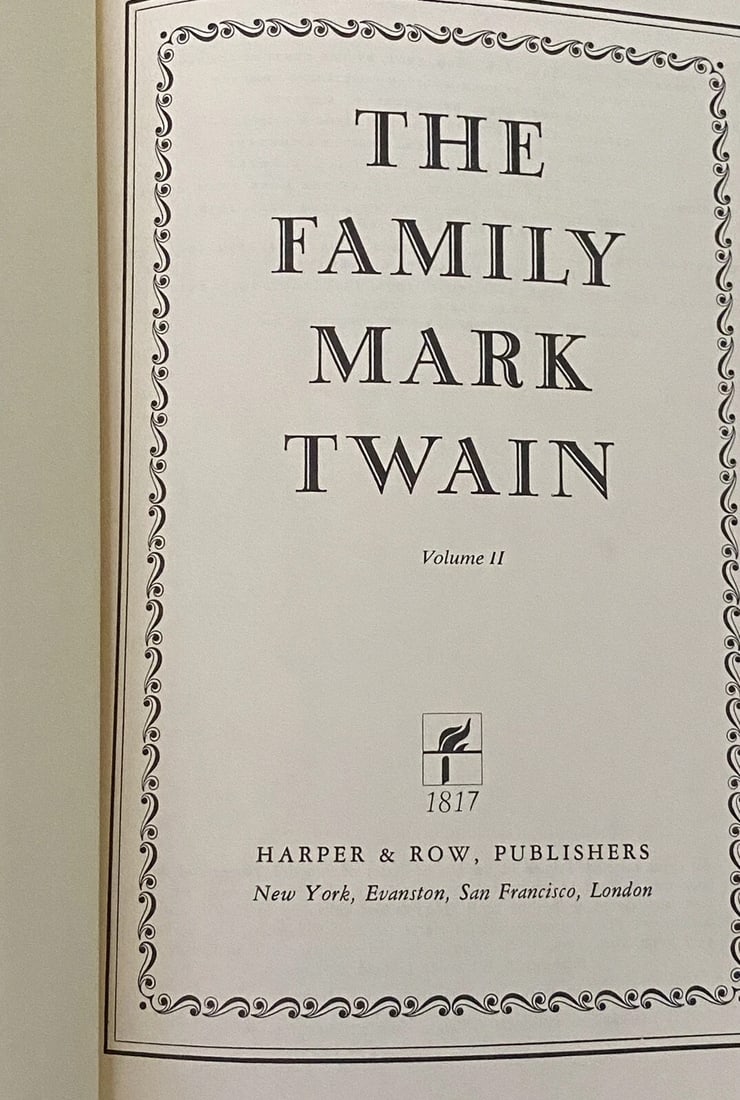 THE
FAMILY
MARK
TWAIN
Volume II
1817
HARPER & ROW, PUBLISHERS
New York, Evanston, San Francisco, London